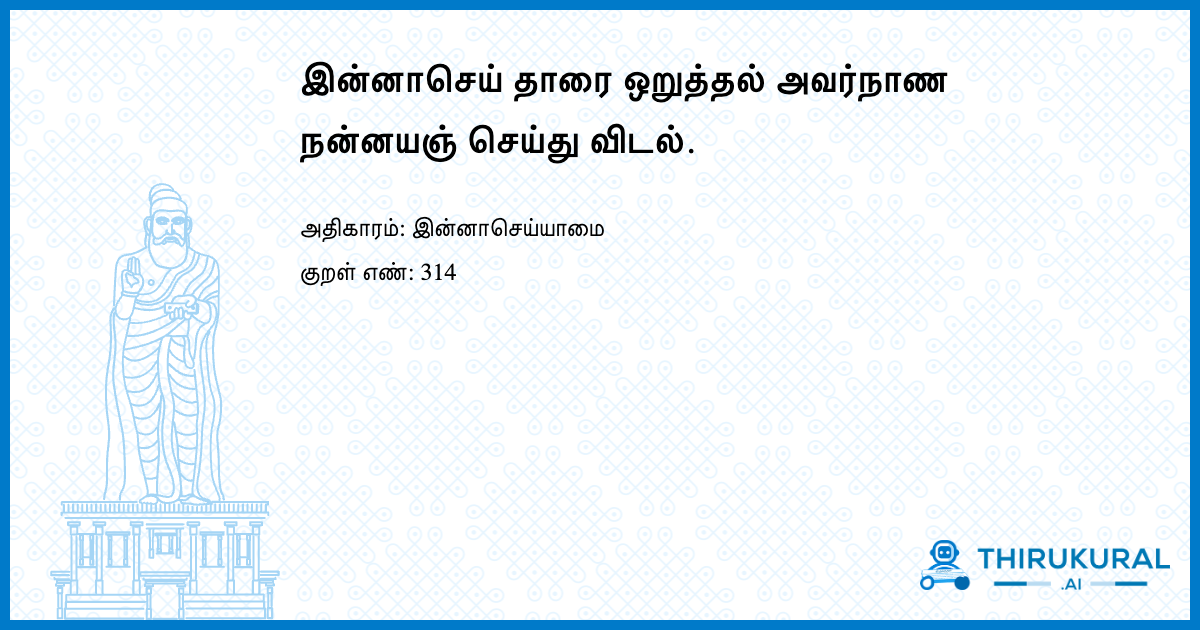 இன்னாசெய் தாரை ஒறுத்தல் அவர்நாண
நன்னயஞ் செய்து விடல்.
அதிகாரம்: இன்னாசெய்யாமை
குறள் எண்: 314
THIRUKURAL
.AI